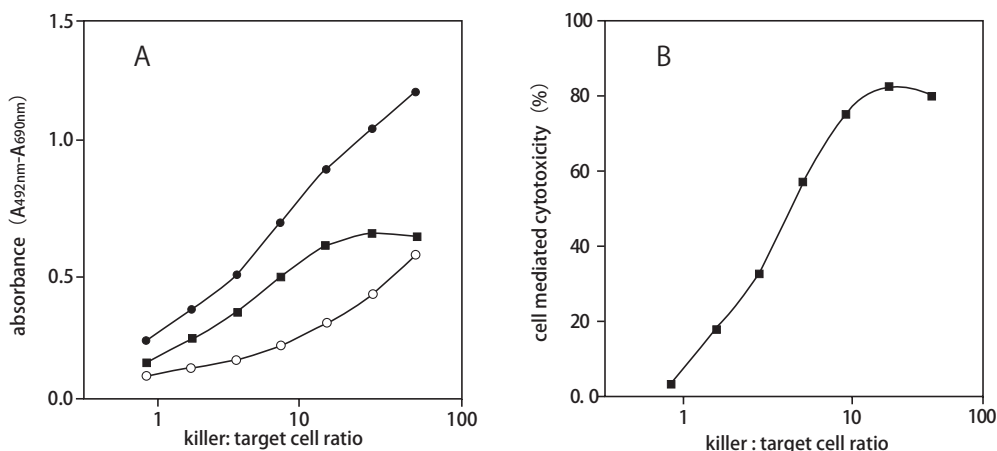 A
1.5
1.0
0.5
0.0
1
10
100
absorbance (A492nm-A690nm)
killer: target cell ratio
B
100
80
60
40
20
0. 0
1
10
100
cell mediated cytotoxicity (%)
killer : target cell ratio